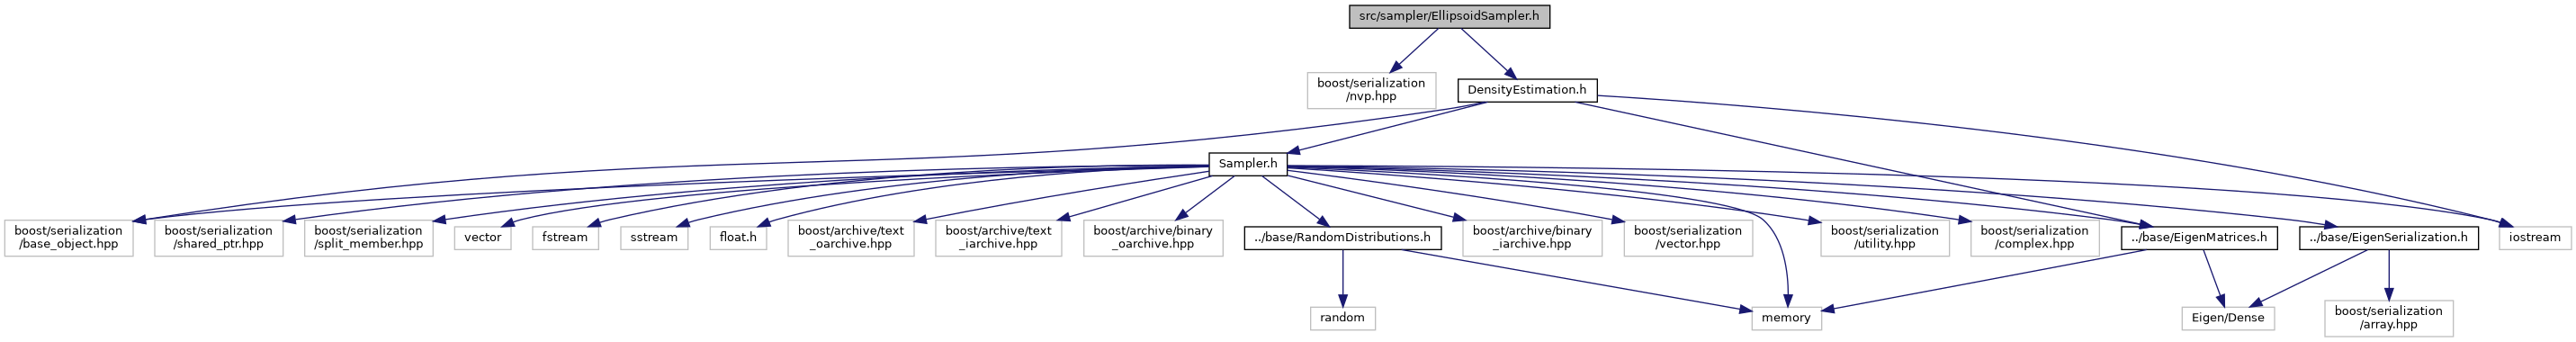 src/sampler/EllipsoidSampler.h
boost/serialization
/nvp.hpp
DensityEstimation.h
Sampler.h
boost/serialization
/base_object.hpp
boost/serialization
/shared_ptr.hpp
boost/serialization
/split_member.hpp
vector
fstream
sstream
float.h
boost/archive/text
_oarchive.hpp
boost/archive/text
_iarchive.hpp
boost/archive/binary
_oarchive.hpp
../base/RandomDistributions.h
boost/archive/binary
_iarchive.hpp
boost/serialization
/vector.hpp
boost/serialization
/utility.hpp
boost/serialization
/complex.hpp
../base/EigenMatrices.h
../base/EigenSerialization.h
iostream
random
memory
Eigen/Dense
boost/serialization
/array.hpp